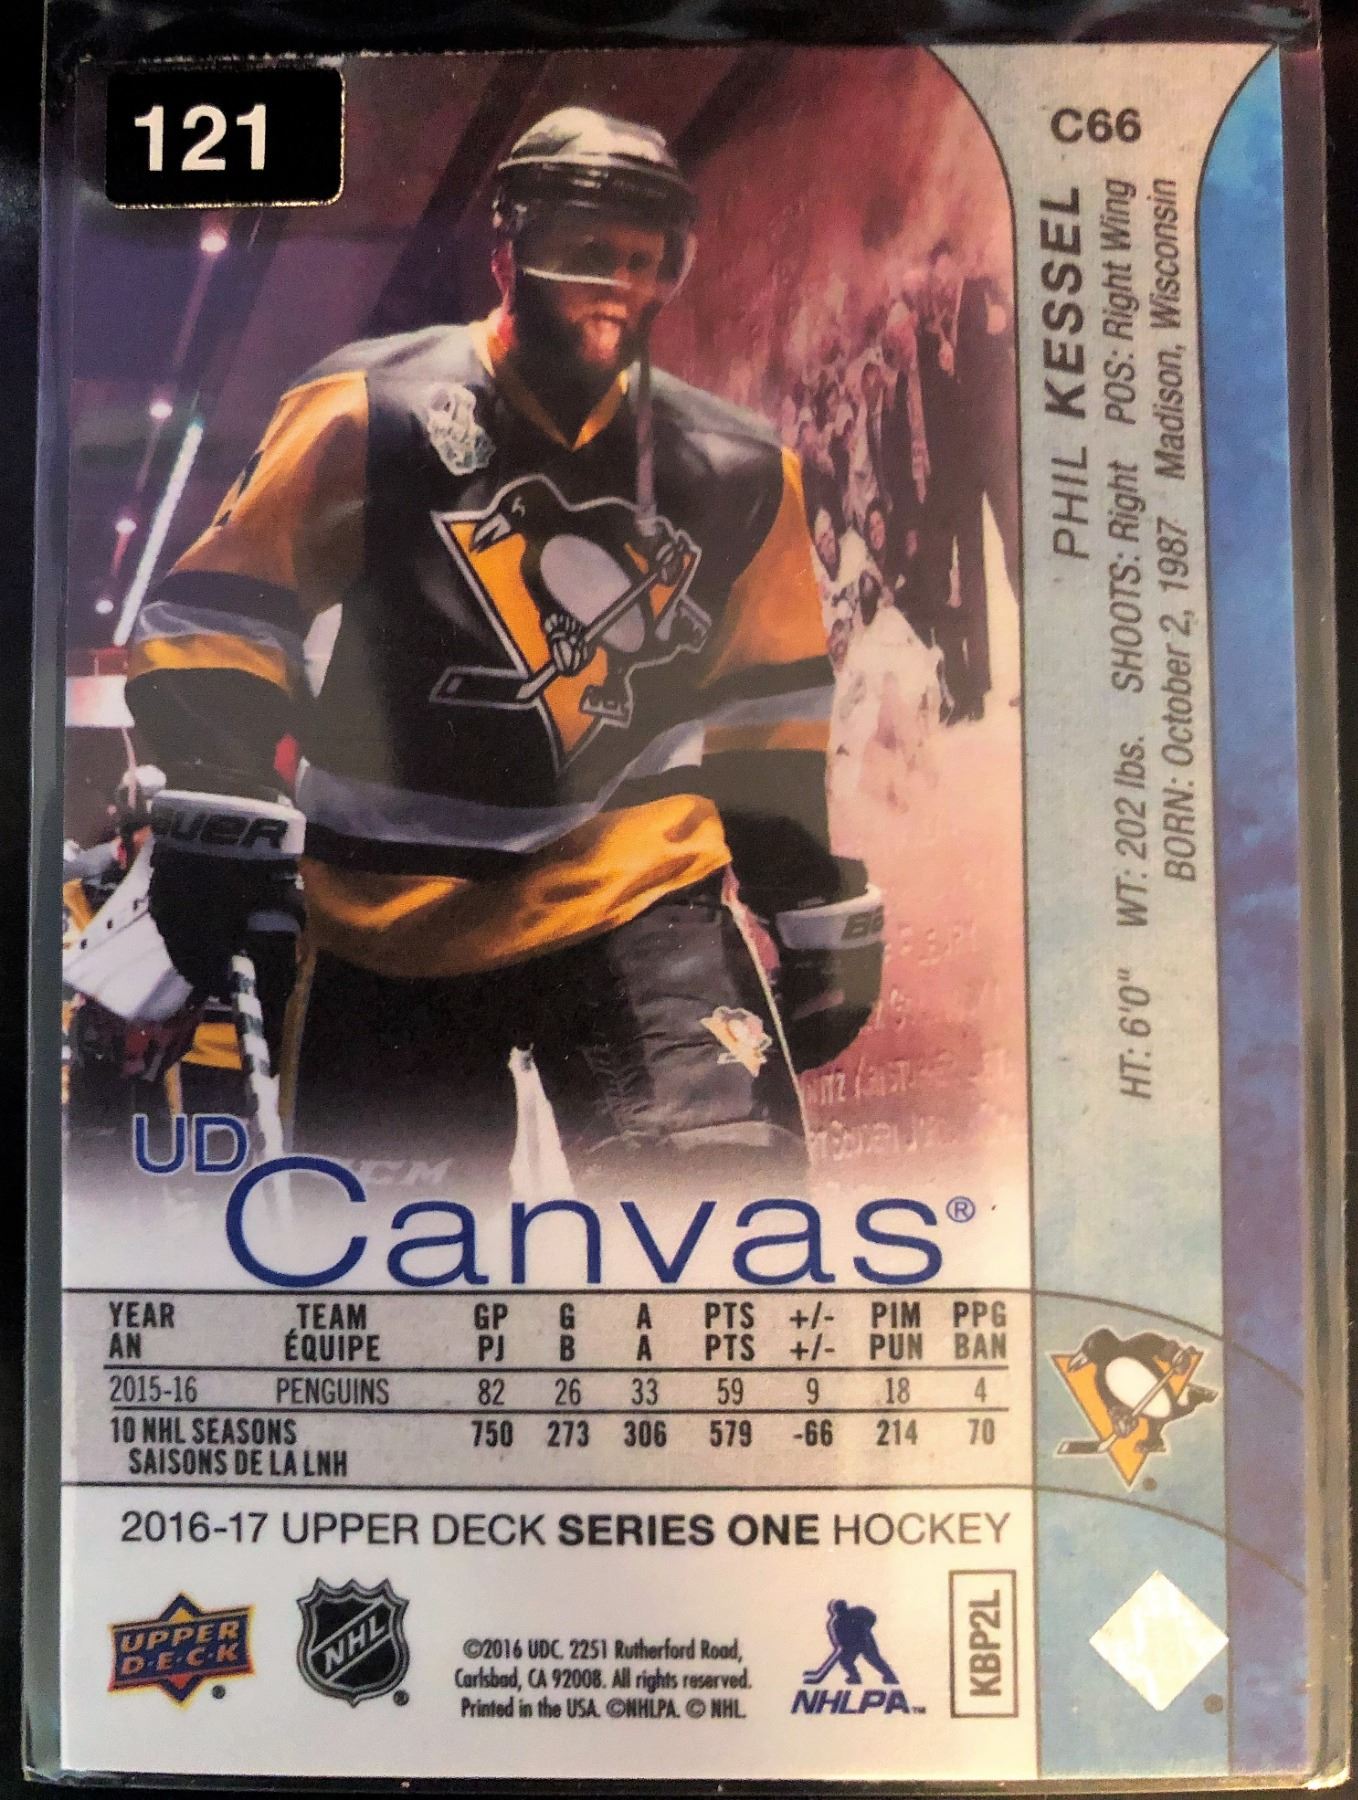 121
C66
PHIL KESSEL
HT: 6'0" WT: 202 lbs. SHOOTS: Right POS: Right Wing
BORN: October 2, 1987 Madison, Wisconsin
BAUER
CCM
UD
Canvas®
YEAR TEAM GP G A PTS +/- PIM PPG
AN ÉQUIPE PJ B A PTS +/- PUN BAN
2015-16 PENGUINS 82 26 33 59 9 18 4
10 NHL SEASONS 750 273 306 579 -66 214 70
SAISONS DE LA LNH
2016-17 UPPER DECK SERIES ONE HOCKEY
UPPER
D·E·C·K
®
NHL
®
©2016 UDC. 2251 Rutherford Road,
Carlsbad, CA 92008. All rights reserved.
Printed in the USA. ©NHLPA. © NHL.
NHLPA™
KBP2L